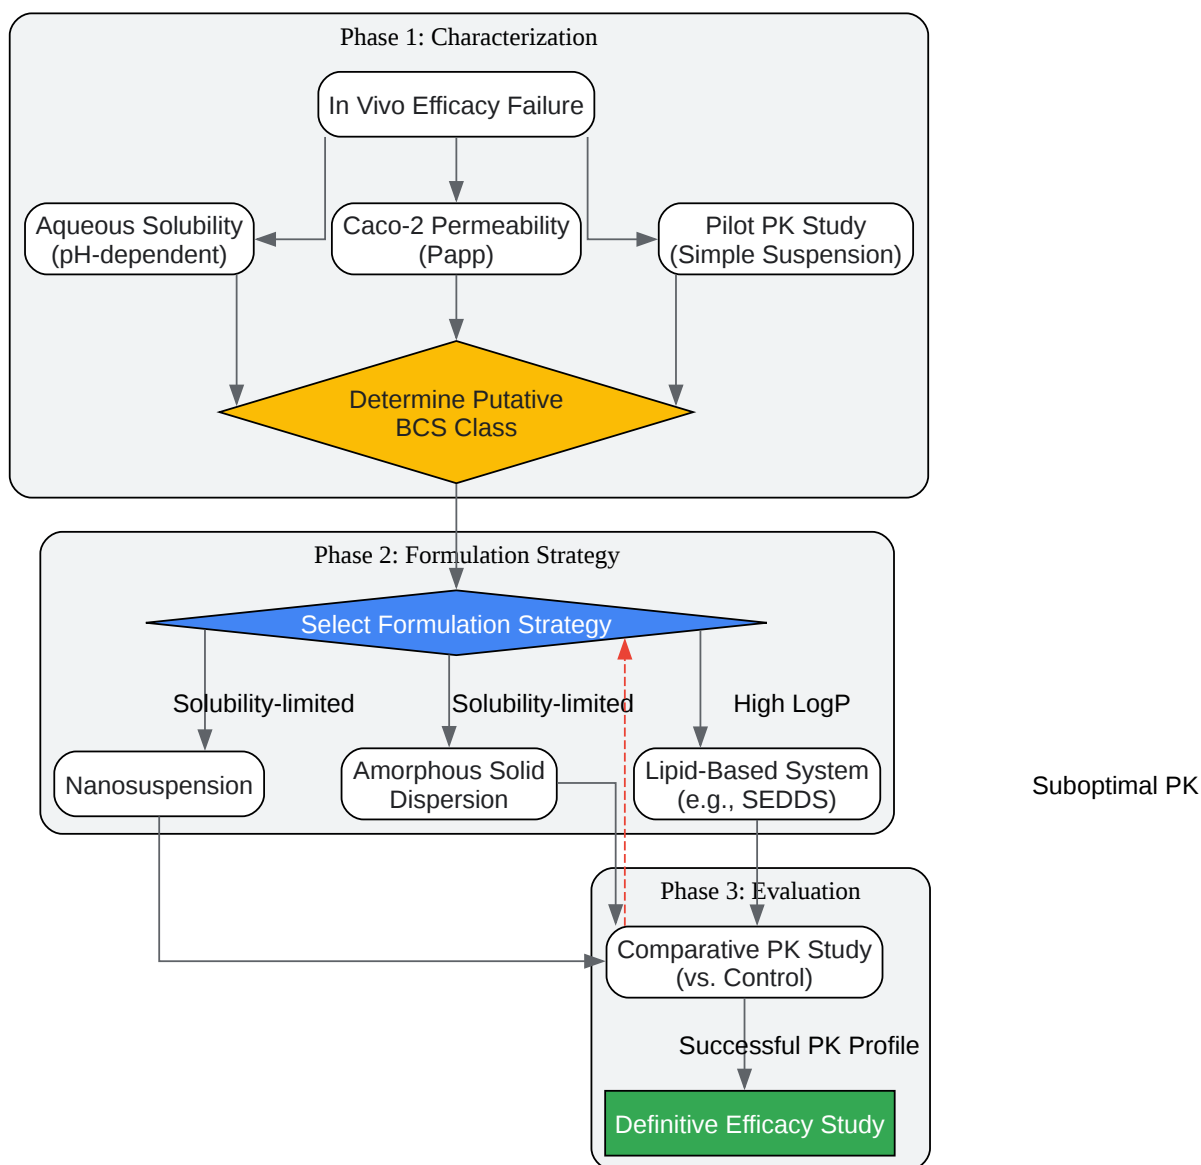 Phase 1: Characterization
In Vivo Efficacy Failure
Aqueous Solubility
(pH-dependent)
Caco-2 Permeability
(Papp)
Pilot PK Study
(Simple Suspension)
Determine Putative
BCS Class
Phase 2: Formulation Strategy
Select Formulation Strategy
Solubility-limited
Solubility-limited
High LogP
Nanosuspension
Amorphous Solid
Dispersion
Lipid-Based System
(e.g., SEDDS)
Suboptimal PK
Phase 3: Evaluation
Comparative PK Study
(vs. Control)
Successful PK Profile
Definitive Efficacy Study